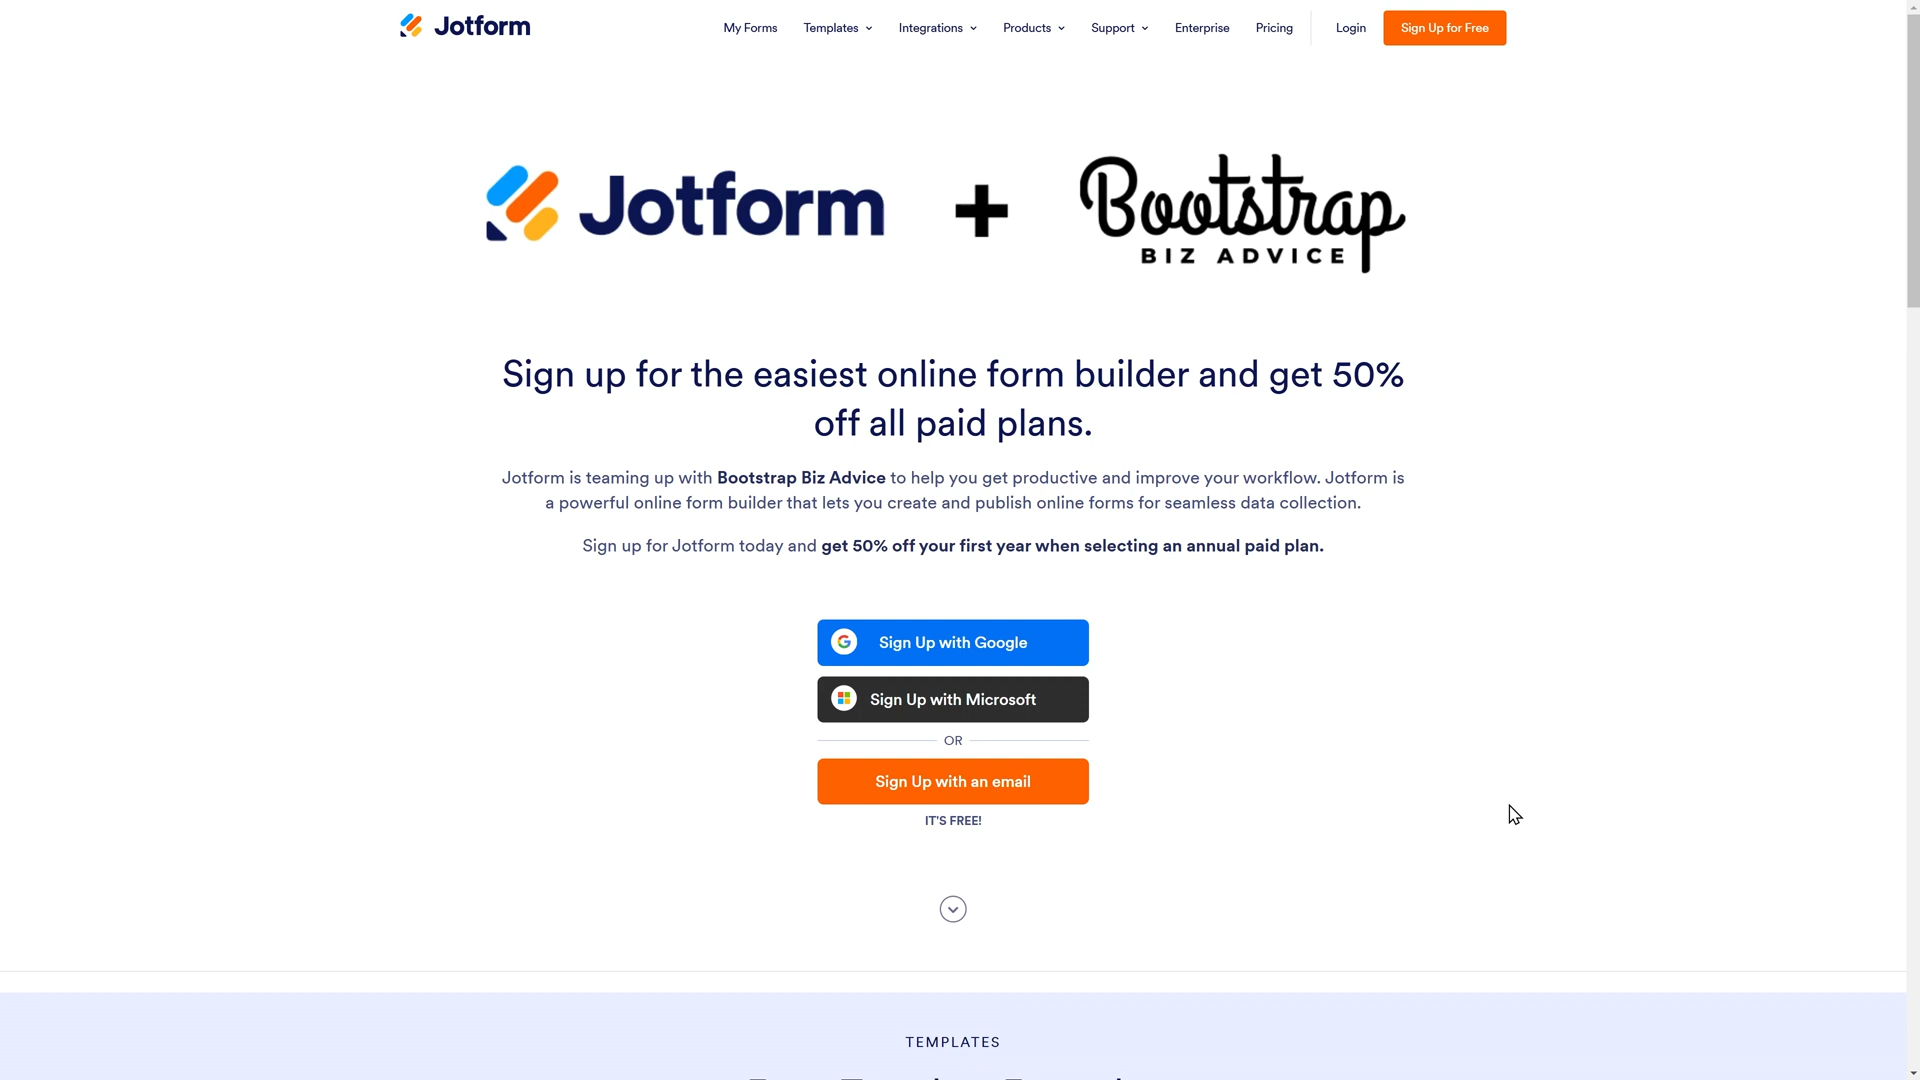 Jotform My Forms Templates Integrations Products Support Enterprise Pricing Login Sign Up for Free
Jotform + Bootstrap
BIZ ADVICE
Sign up for the easiest online form builder and get 50%
off all paid plans.
Jotform is teaming up with Bootstrap Biz Advice to help you get productive and improve your workflow. Jotform is
a powerful online form builder that lets you create and publish online forms for seamless data collection.
Sign up for Jotform today and get 50% off your first year when selecting an annual paid plan.
Sign Up with Google
Sign Up with Microsoft
OR
Sign Up with an email
IT'S FREE!
TEMPLATES